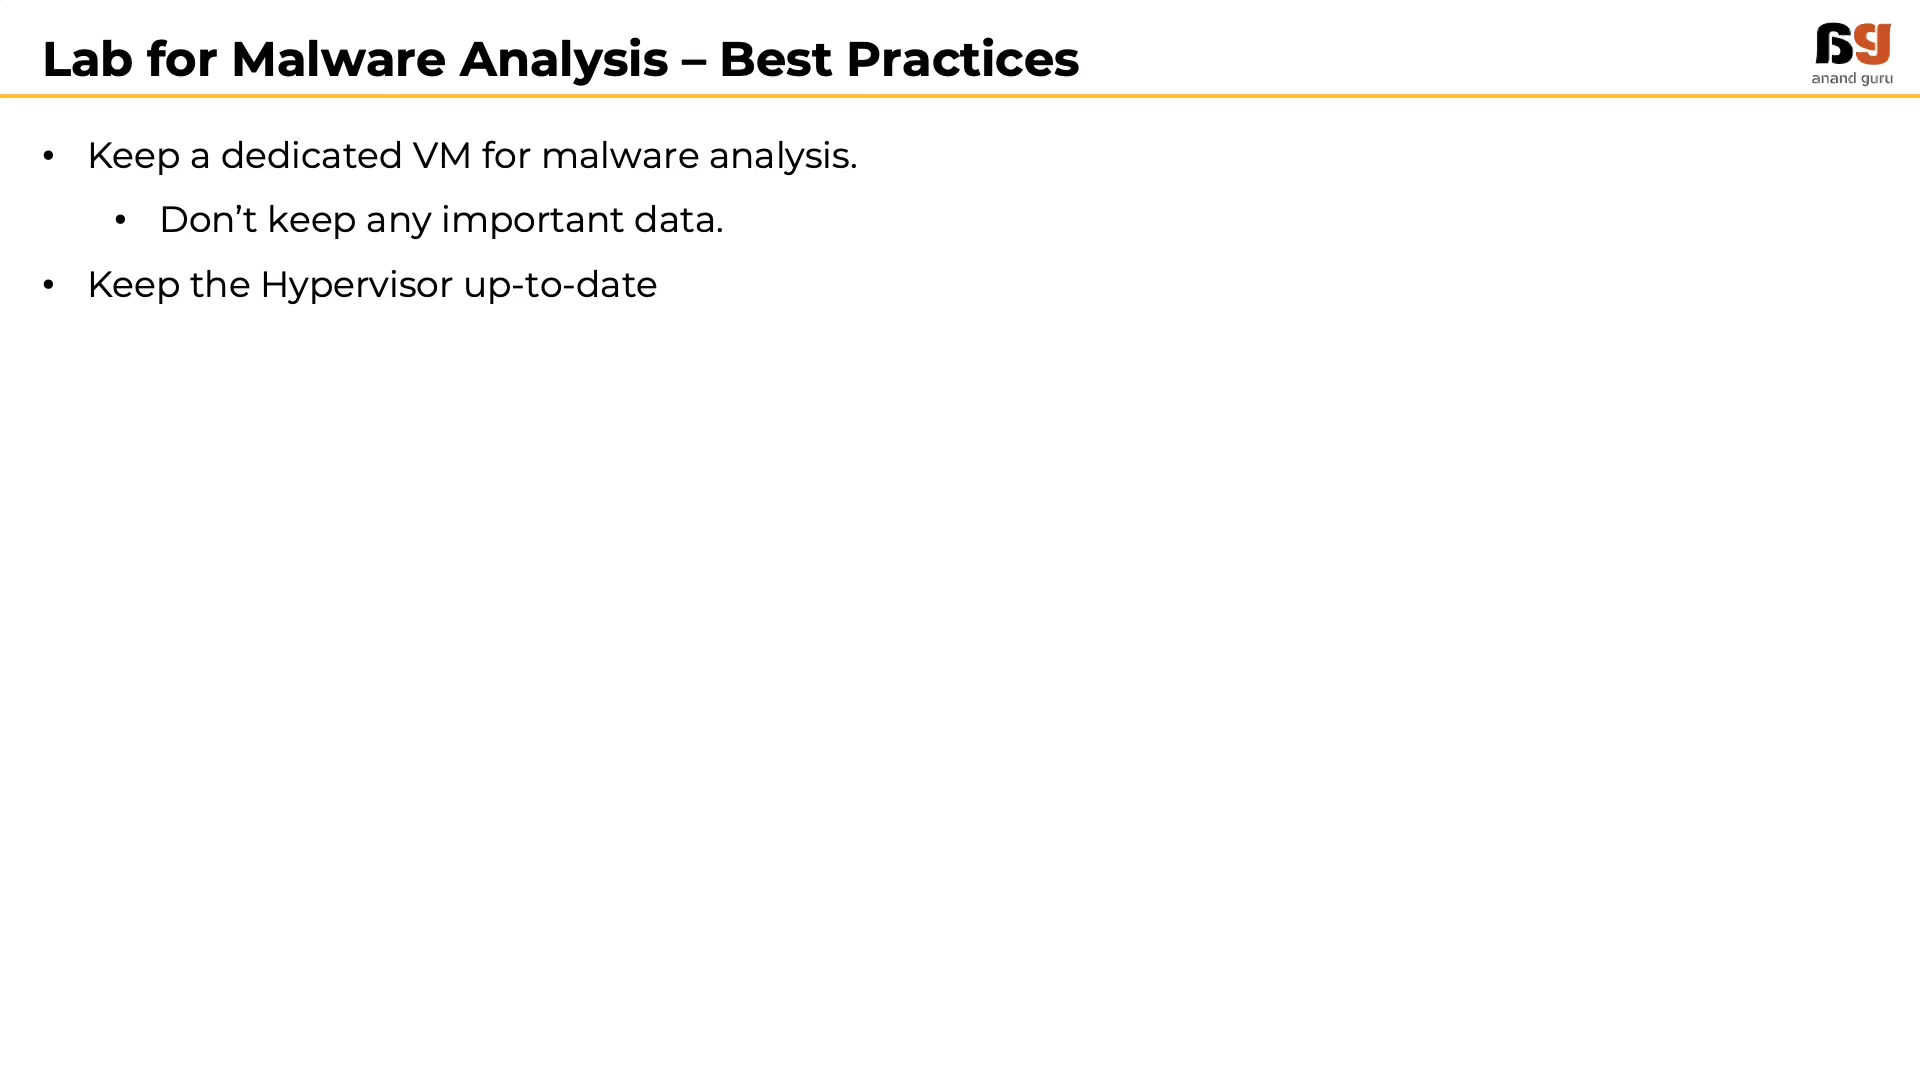 Lab for Malware Analysis – Best Practices
anand guru
• Keep a dedicated VM for malware analysis.
• Don’t keep any important data.
• Keep the Hypervisor up-to-date